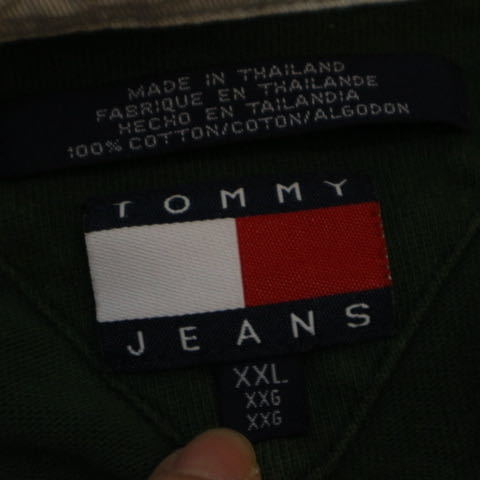 MADE IN THAILAND
FABRIQUE EN THAILANDE
HECHO EN TAILANDIA
100% COTTON/COTON/ALGODON
TOMMY
JEANS
XXL
XXG
XXG